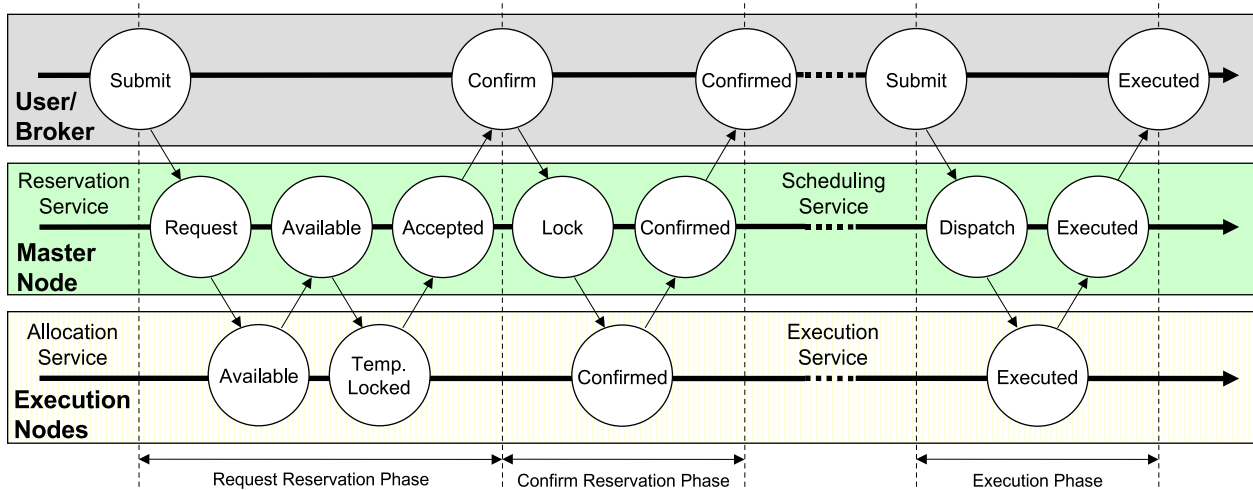 Submit
Confirm
Confirmed
Submit
Executed
User/
Broker
Reservation
Service
Scheduling
Service
Request
Available
Accepted
Lock
Confirmed
Dispatch
Executed
Master
Node
Allocation
Service
Execution
Service
Available
Temp.
Locked
Confirmed
Executed
Execution
Nodes
Request Reservation Phase
Confirm Reservation Phase
Execution Phase